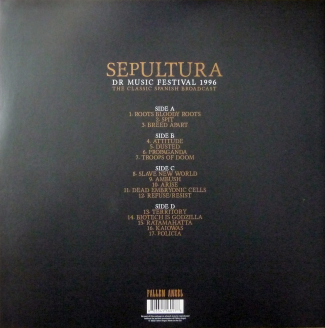 SEPULTURA
DR MUSIC FESTIVAL 1996
THE CLASSIC SPANISH BROADCAST
SIDE A
1. ROOTS BLOODY ROOTS
2. SPIT
3. BREED APART
SIDE B
4. ATTITUDE
5. DUSTED
6. PROPAGANDA
7. TROOPS OF DOOM
SIDE C
8. SLAVE NEW WORLD
9. AMBUSH
10. ARISE
11. DEAD EMBRYONIC CELLS
12. REFUSE/RESIST
SIDE D
13. TERRITORY
14. BIOTECH IS GODZILLA
15. RATAMAHATTA
16. KAIOWAS
17. POLICIA
FALLEN ANGEL